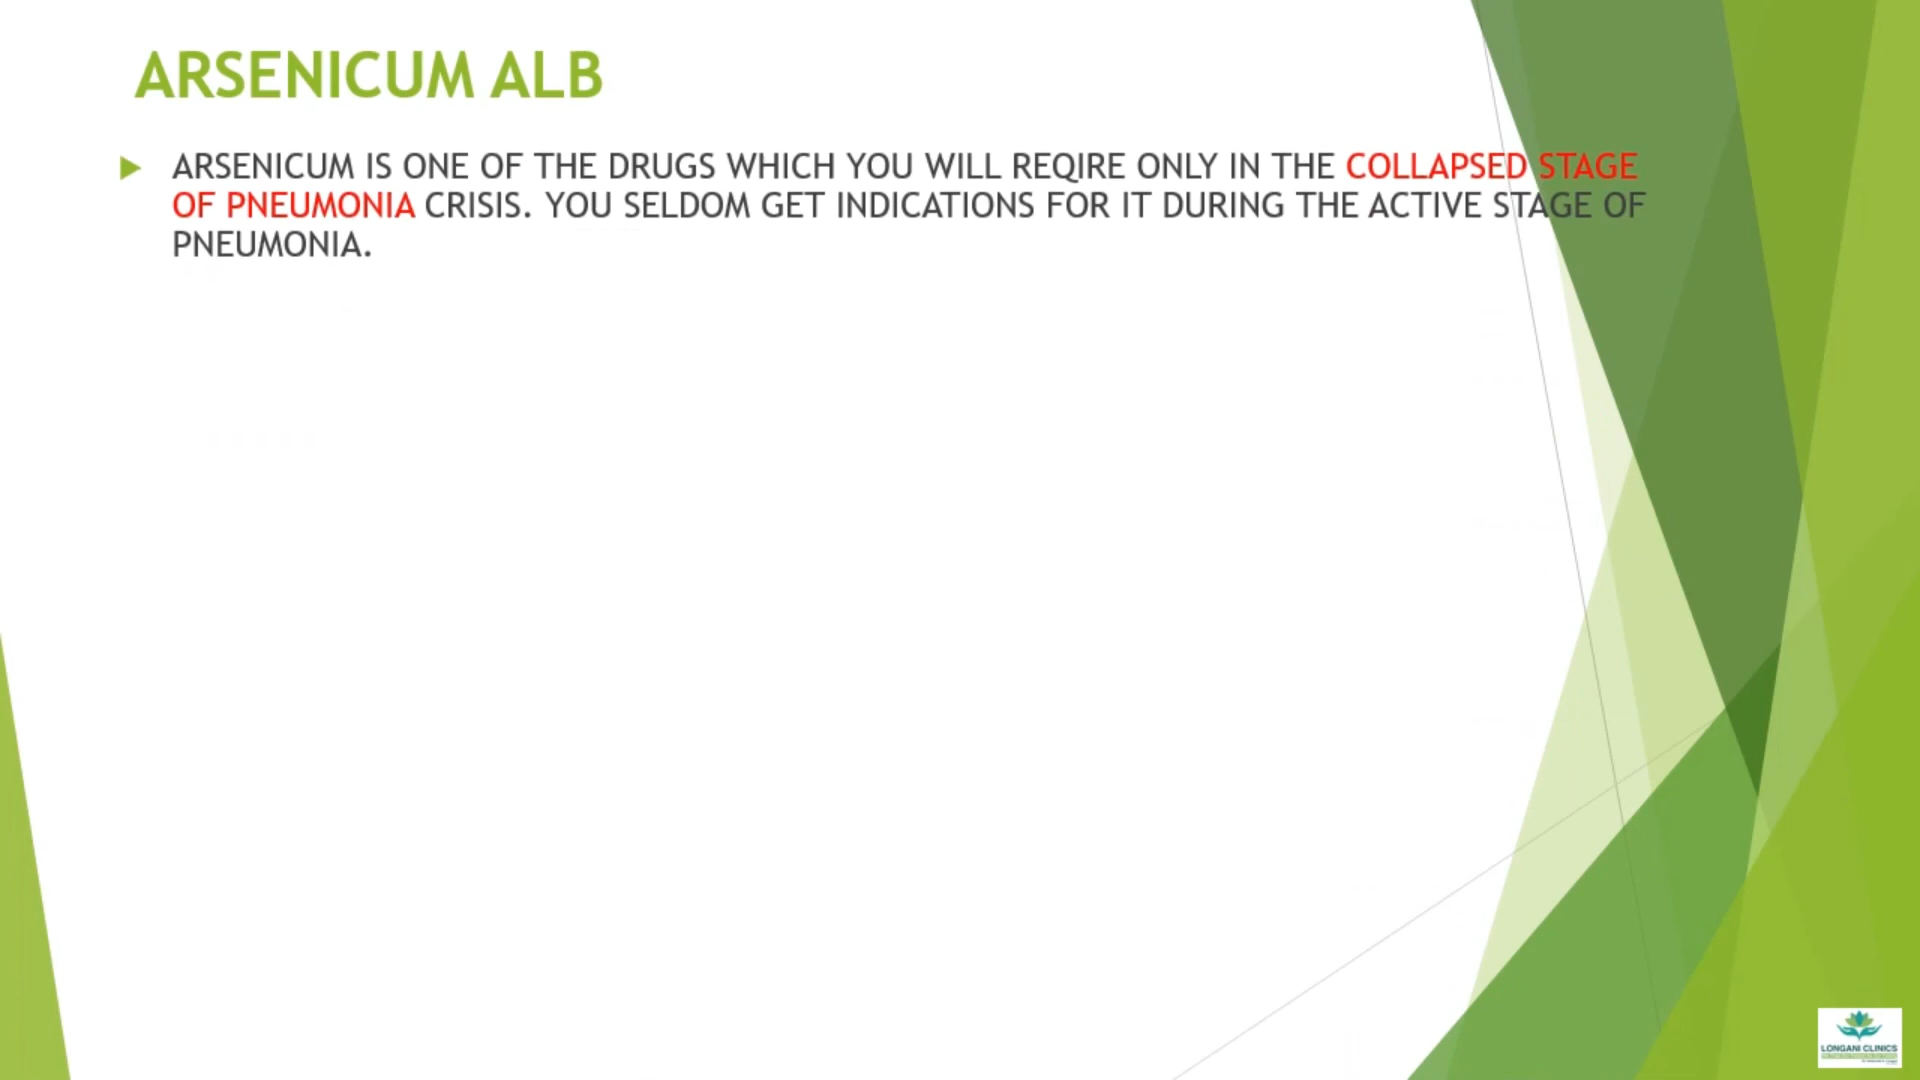 ARSENICUM ALB
ARSENICUM IS ONE OF THE DRUGS WHICH YOU WILL REQIRE ONLY IN THE COLLAPSED STAGE
OF PNEUMONIA CRISIS. YOU SELDOM GET INDICATIONS FOR IT DURING THE ACTIVE STAGE OF
PNEUMONIA.
LONGANI CLINICS